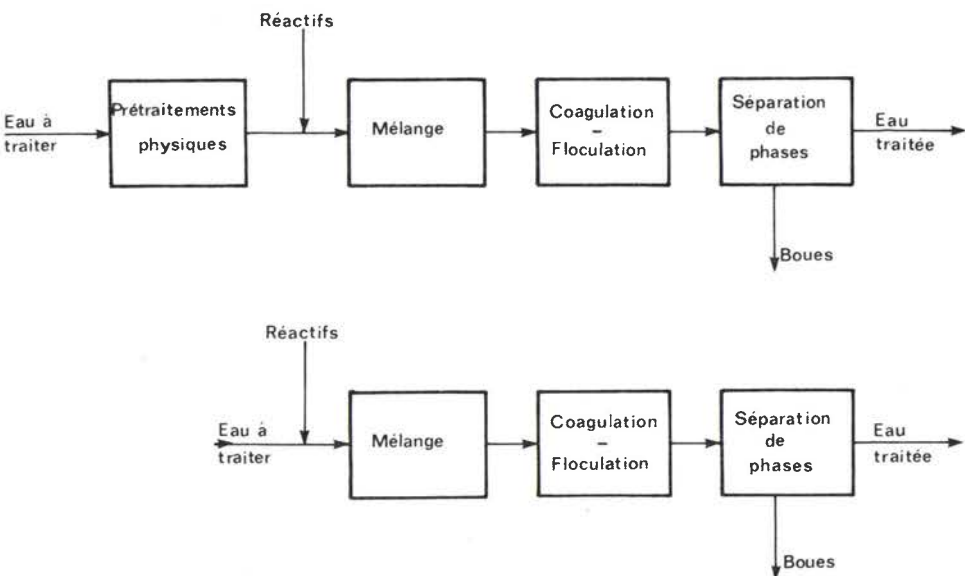 Réactifs
Eau à
traiter
Prétraitements
physiques
Mélange
Coagulation
–
Floculation
Séparation
de
phases
Eau
traitée
Boues
Réactifs
Eau à
traiter
Mélange
Coagulation
–
Floculation
Séparation
de
phases
Eau
traitée
Boues